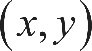 (x, y)